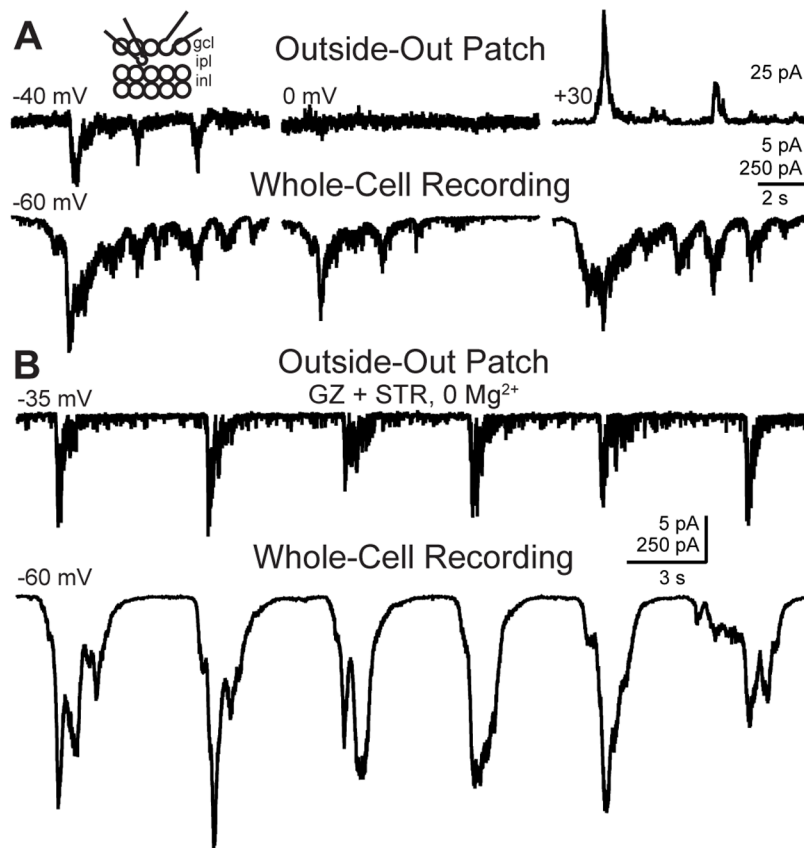 A
gcl
ipl
inl
Outside-Out Patch
-40 mV
0 mV
+30
25 pA
Whole-Cell Recording
5 pA
250 pA
2 s
-60 mV
B
Outside-Out Patch
GZ + STR, 0 Mg²⁺
-35 mV
Whole-Cell Recording
5 pA
250 pA
3 s
-60 mV